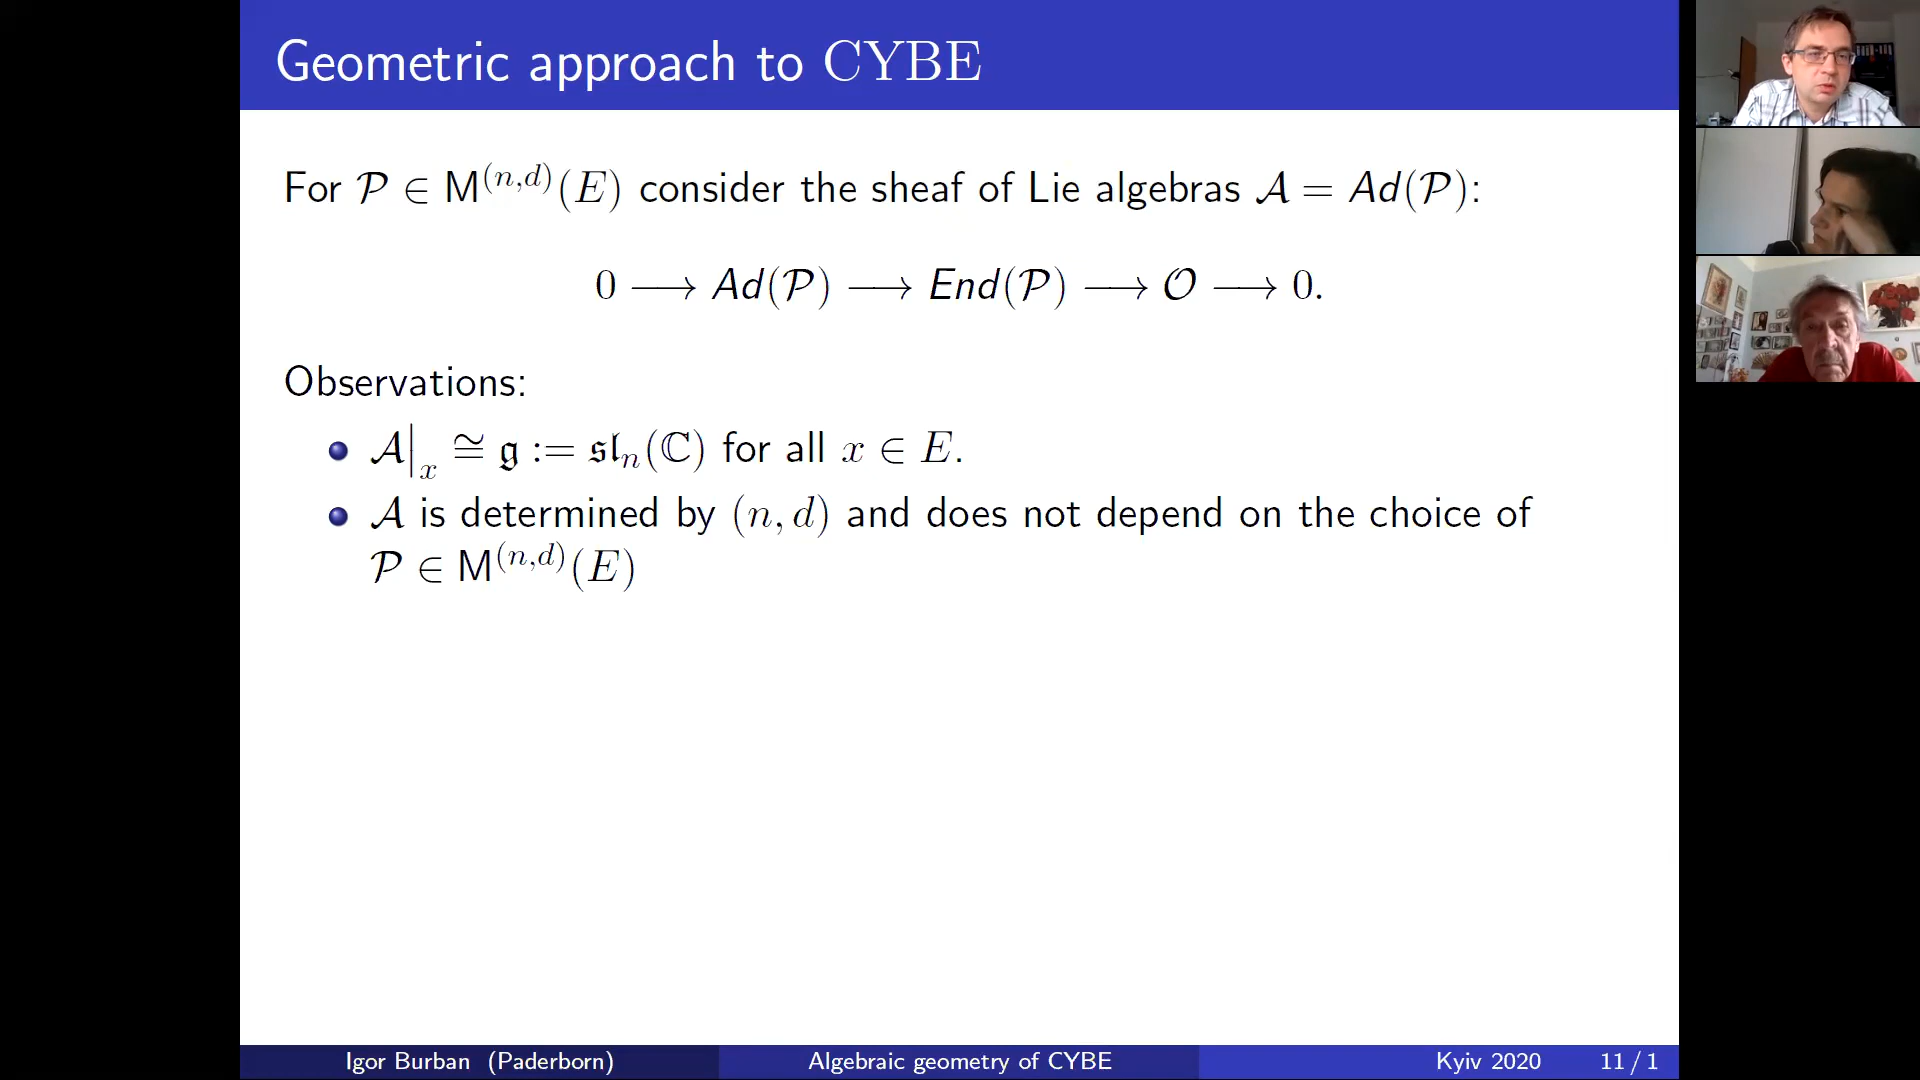 Geometric approach to CYBE
For 𝒫 ∈ M^{(n,d)}(E) consider the sheaf of Lie algebras 𝒜 = Ad(𝒫):
0 ⟶ Ad(𝒫) ⟶ End(𝒫) ⟶ 𝒪 ⟶ 0.
Observations:
𝒜|_x ≅ 𝔤 := 𝔰𝔩_n(ℂ) for all x ∈ E.
𝒜 is determined by (n, d) and does not depend on the choice of
𝒫 ∈ M^{(n,d)}(E)
Igor Burban (Paderborn) Algebraic geometry of CYBE Kyiv 2020 11 / 1